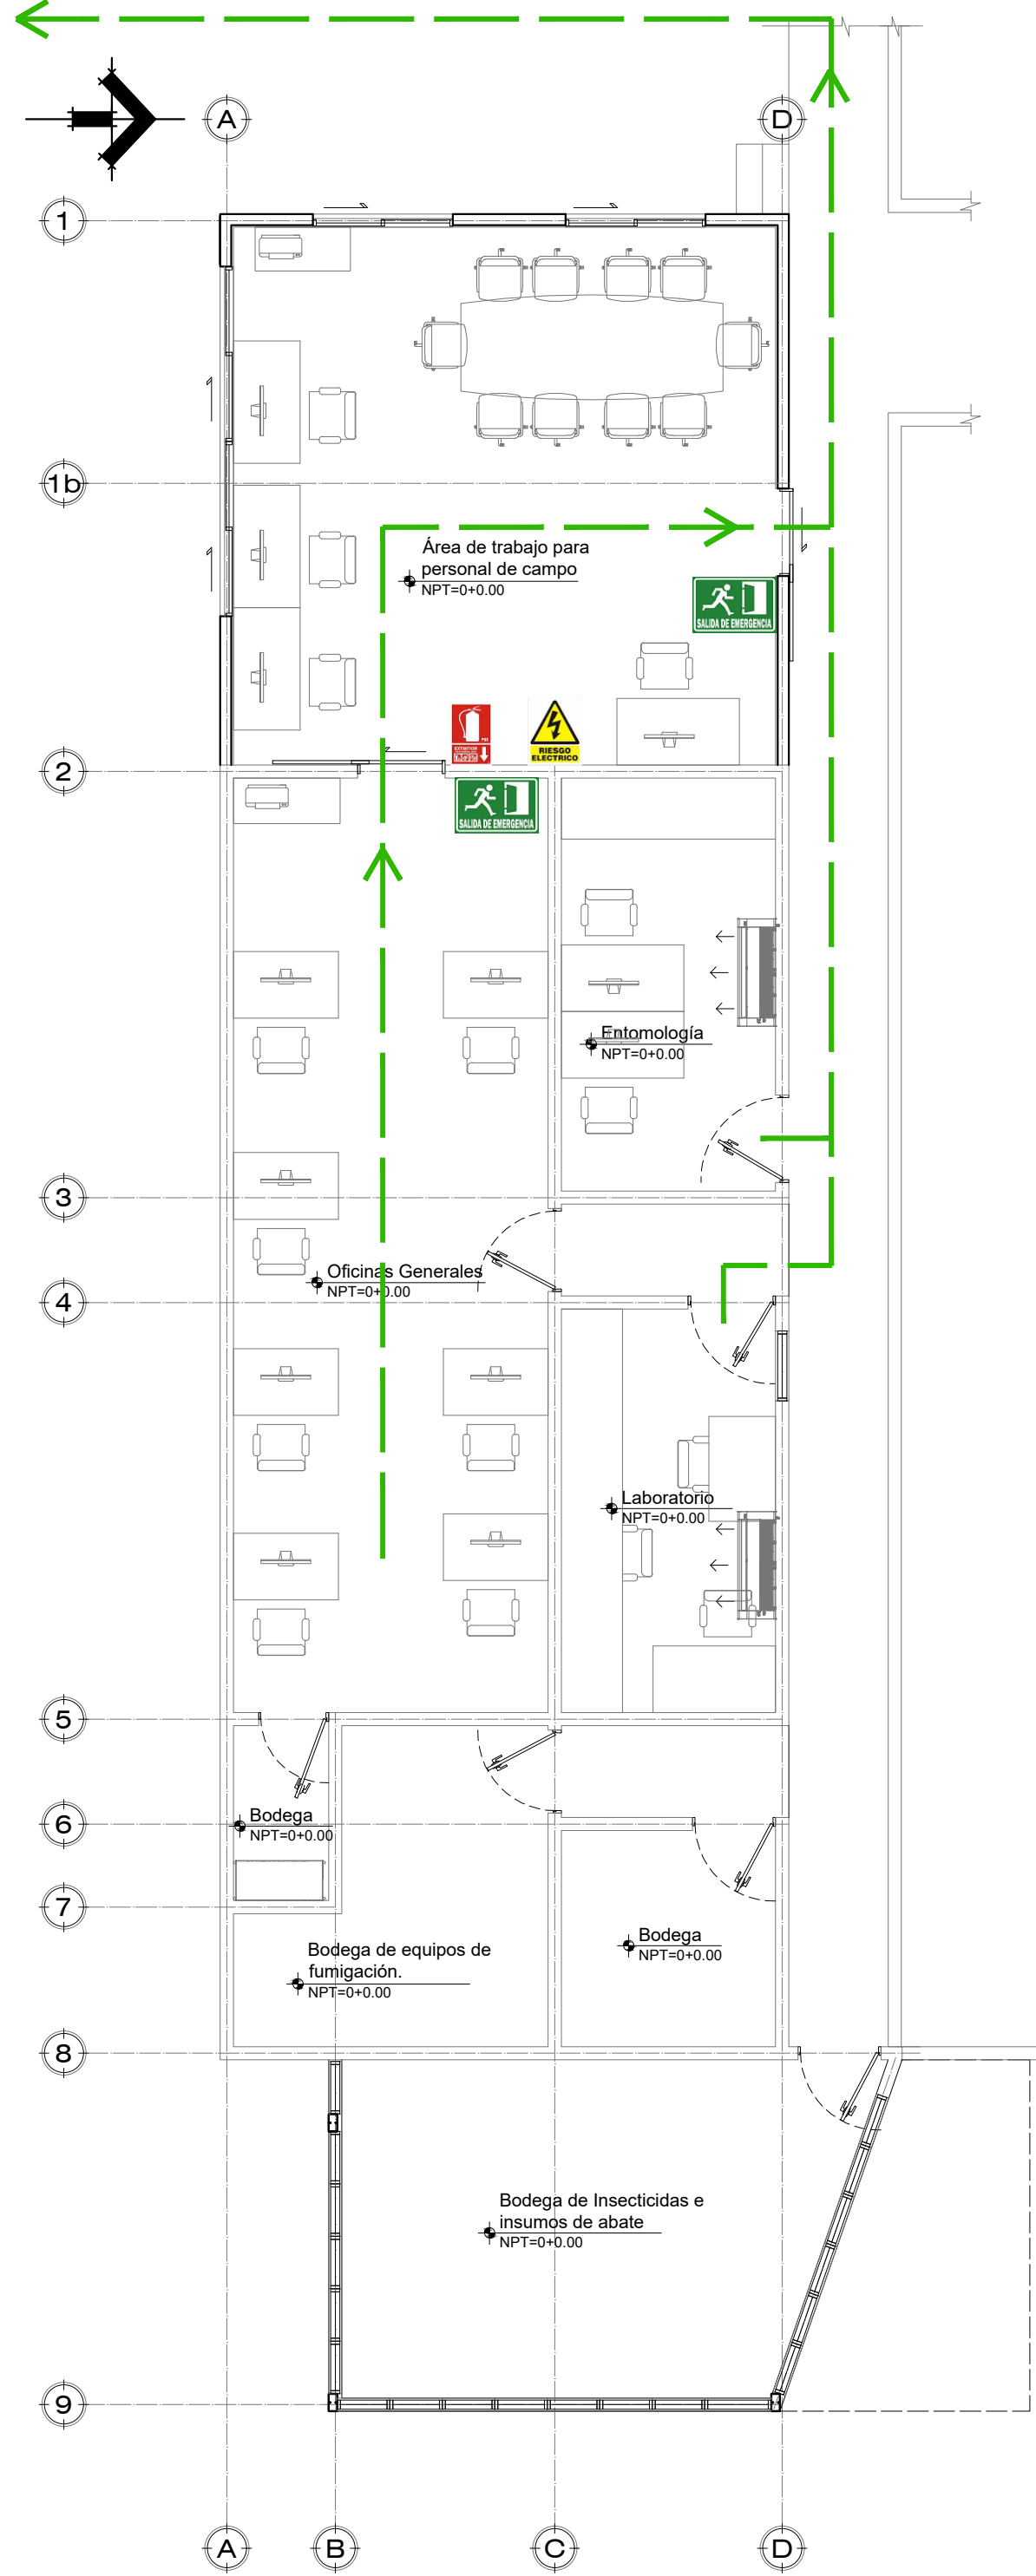 A
D
1
1b
Área de trabajo para
personal de campo
NPT=0+0.00
SALIDA DE EMERGENCIA
EXTINTOR
RIESGO
ELECTRICO
2
SALIDA DE EMERGENCIA
Entomología
NPT=0+0.00
3
Oficinas Generales
NPT=0+0.00
4
Laboratorio
NPT=0+0.00
5
6
Bodega
NPT=0+0.00
7
Bodega
NPT=0+0.00
Bodega de equipos de
fumigación.
NPT=0+0.00
8
Bodega de Insecticidas e
insumos de abate
NPT=0+0.00
9
A
B
C
D